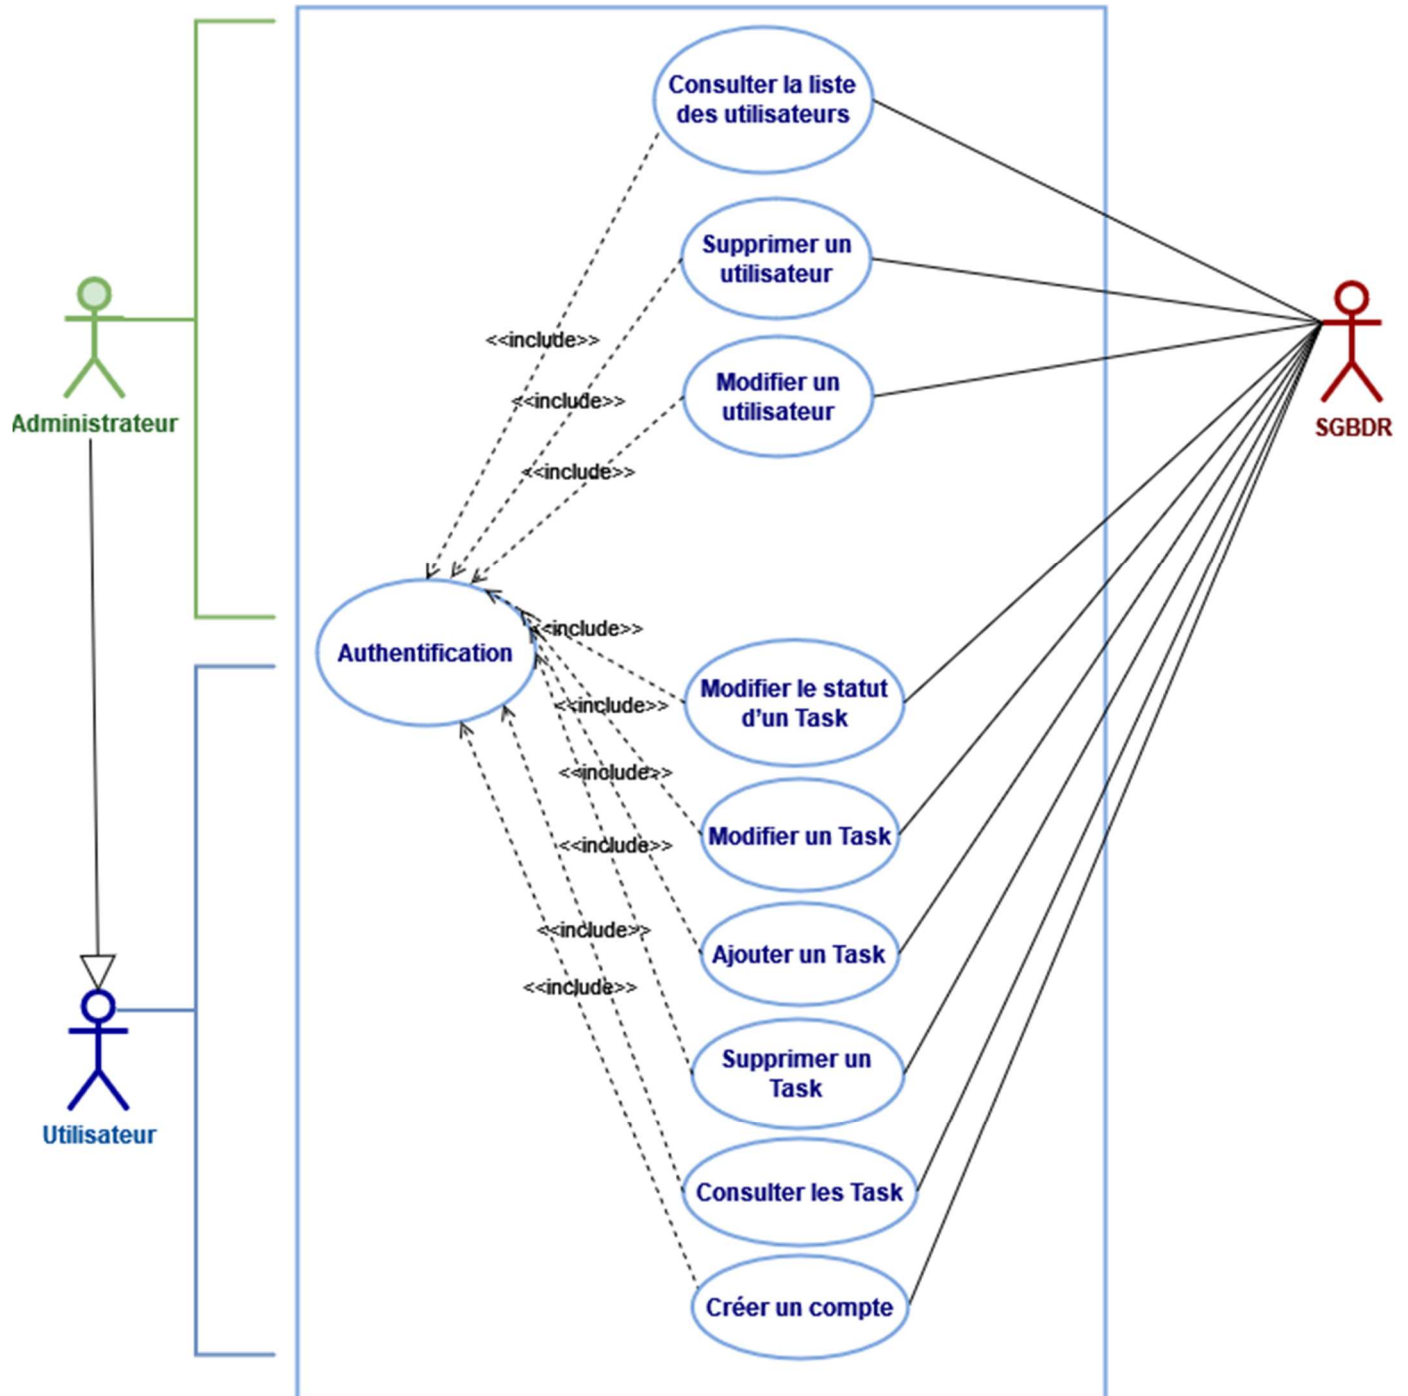 Consulter la liste
des utilisateurs
Supprimer un
utilisateur
<<include>>
Modifier un
utilisateur
<<include>>
Administrateur
SGBDR
<<include>>
<<include>>
Authentification
Modifier le statut
d'un Task
<<include>>
<<include>>
Modifier un Task
<<include>>
<<include>>
Ajouter un Task
<<include>>
Supprimer un
Task
Utilisateur
Consulter les Task
Créer un compte